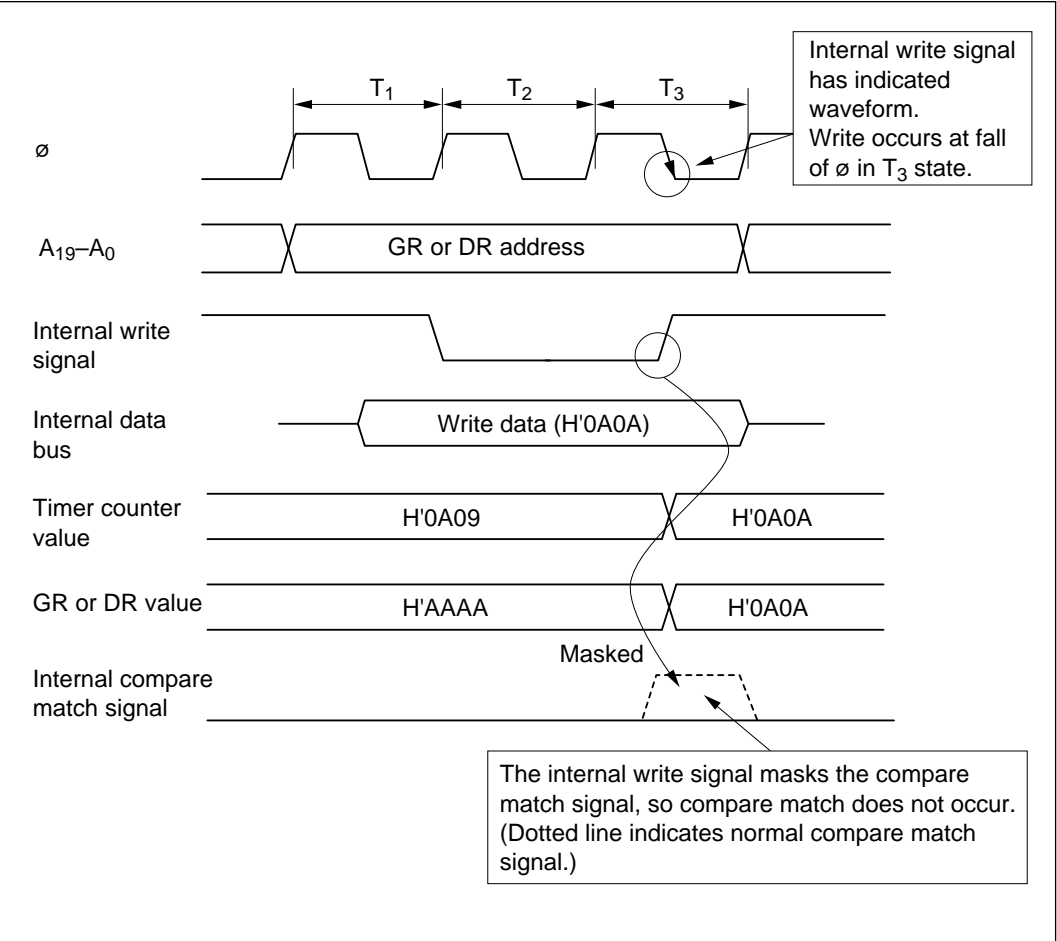 Internal write signal
has indicated
waveform.
Write occurs at fall
of ø in T3 state.
T1 T2 T3
ø
A19–A0 GR or DR address
Internal write
signal
Internal data
bus
Write data (H'0A0A)
Timer counter
value
H'0A09 H'0A0A
GR or DR value H'AAAA H'0A0A
Masked
Internal compare
match signal
The internal write signal masks the compare
match signal, so compare match does not occur.
(Dotted line indicates normal compare match
signal.)